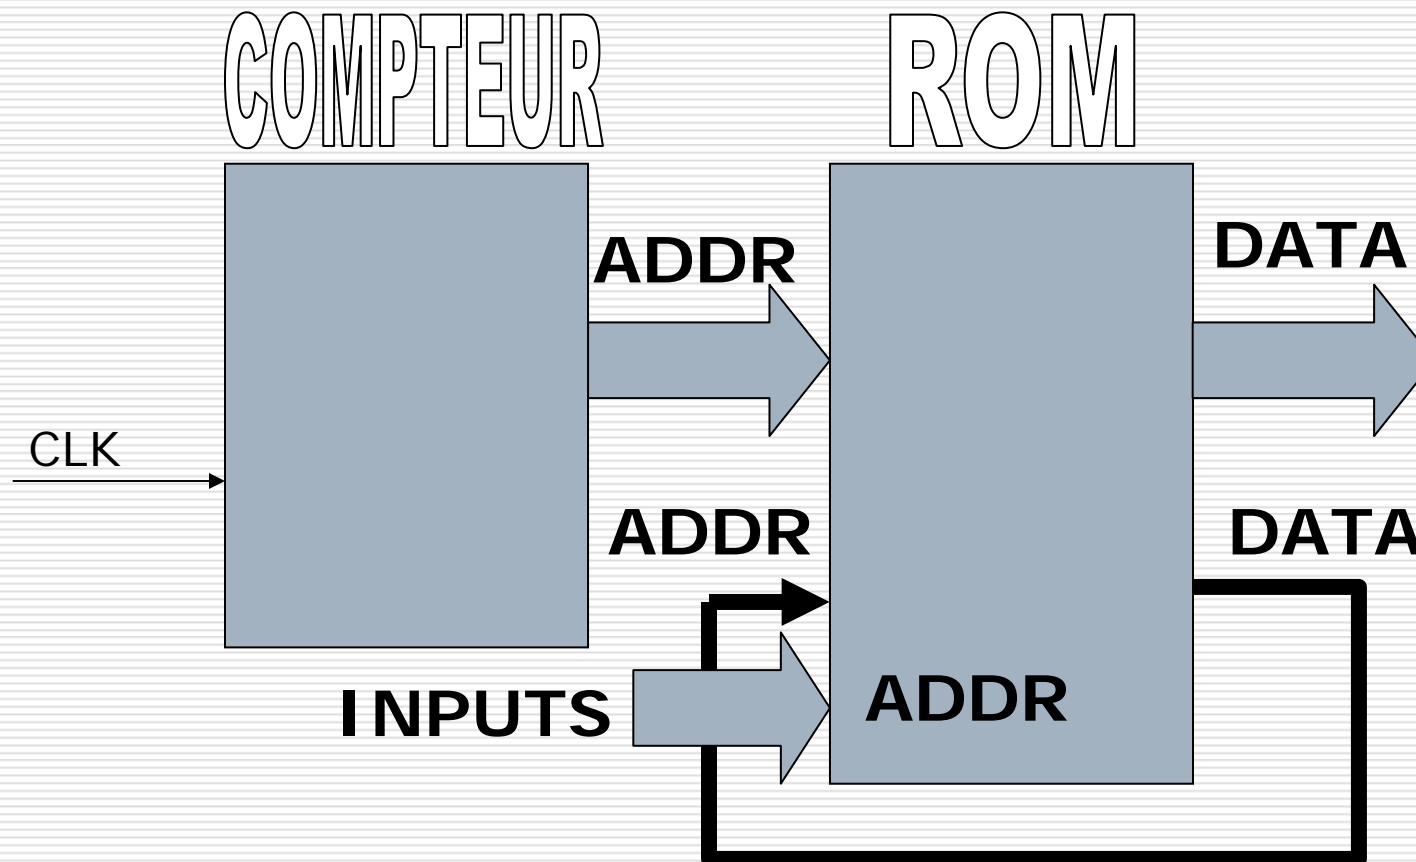 COMPTEUR
ROM
ADDR
DATA
CLK
ADDR
DATA
INPUTS
ADDR